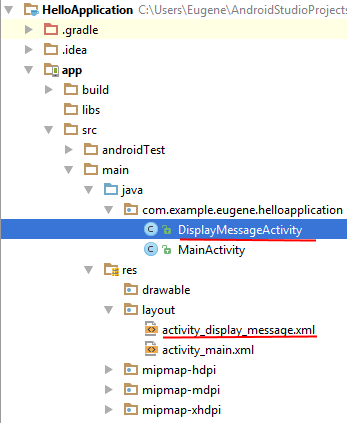 HelloApplication C:\Users\Eugene\AndroidStudioProjects
.gradle
.idea
app
build
libs
src
androidTest
main
java
com.example.eugene.helloapplication
C DisplayMessageActivity
C MainActivity
res
drawable
layout
activity_display_message.xml
activity_main.xml
mipmap-hdpi
mipmap-mdpi
mipmap-xhdpi